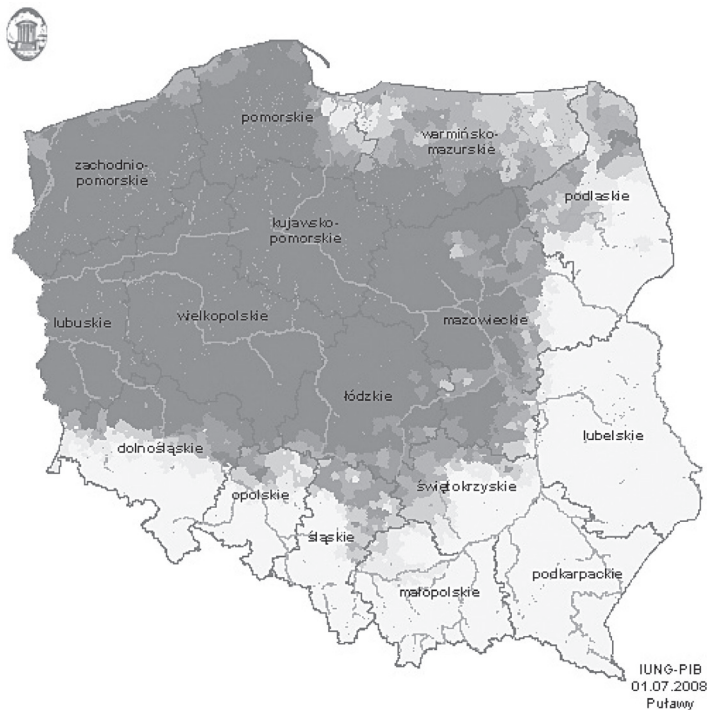 pomorskie
warmińsko-
mazurskie
zachodnio-
pomorskie
podlaskie
kujawsko-
pomorskie
lubuskie
wielkopolskie
mazowieckie
łódzkie
lubelskie
dolnośląskie
opolskie
świętokrzyskie
śląskie
podkarpackie
małopolskie
IUNG-PIB
01.07.2008
Puławy